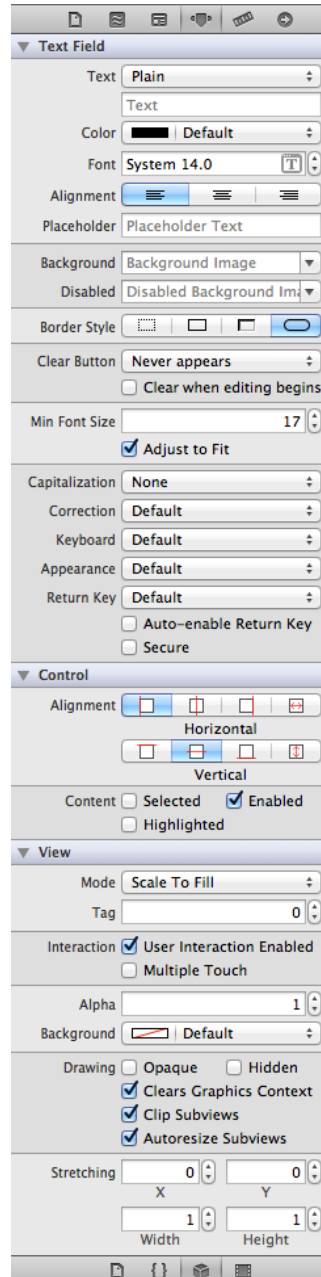 Text Field
Text Plain
Text
Color Default
Font System 14.0 T
Alignment
Placeholder Placeholder Text
Background Background Image
Disabled Disabled Background Ima
Border Style
Clear Button Never appears
Clear when editing begins
Min Font Size 17
Adjust to Fit
Capitalization None
Correction Default
Keyboard Default
Appearance Default
Return Key Default
Auto-enable Return Key
Secure
Control
Alignment
Horizontal
Vertical
Content Selected Enabled
Highlighted
View
Mode Scale To Fill
Tag 0
Interaction User Interaction Enabled
Multiple Touch
Alpha 1
Background Default
Drawing Opaque Hidden
Clears Graphics Context
Clip Subviews
Autoresize Subviews
Stretching 0 0
X Y
1 1
Width Height
{ }